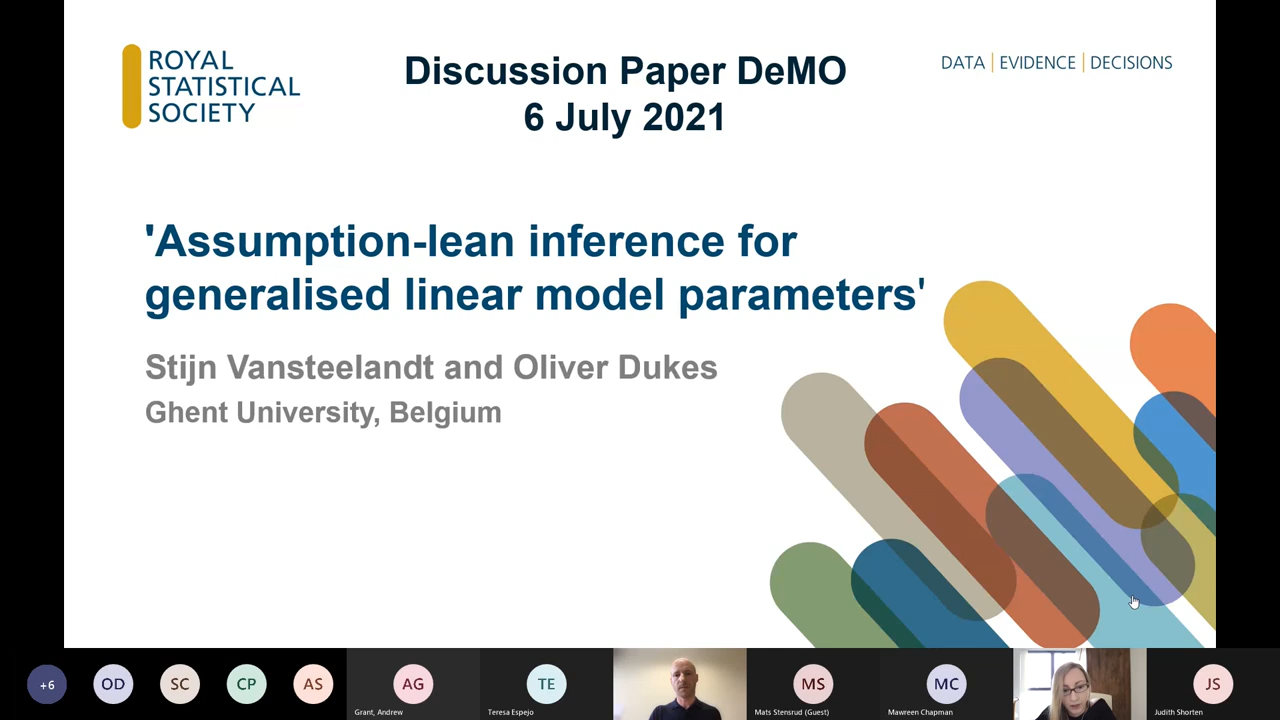 ROYAL
STATISTICAL
SOCIETY
Discussion Paper DeMO
6 July 2021
DATA | EVIDENCE | DECISIONS
'Assumption-lean inference for
generalised linear model parameters'
Stijn Vansteelandt and Oliver Dukes
Ghent University, Belgium
+6
OD
SC
CP
AS
AG
Grant, Andrew
TE
Teresa Espejo
MS
Mats Stensrud (Guest)
MC
Mawreen Chapman
JS
Judith Shorten